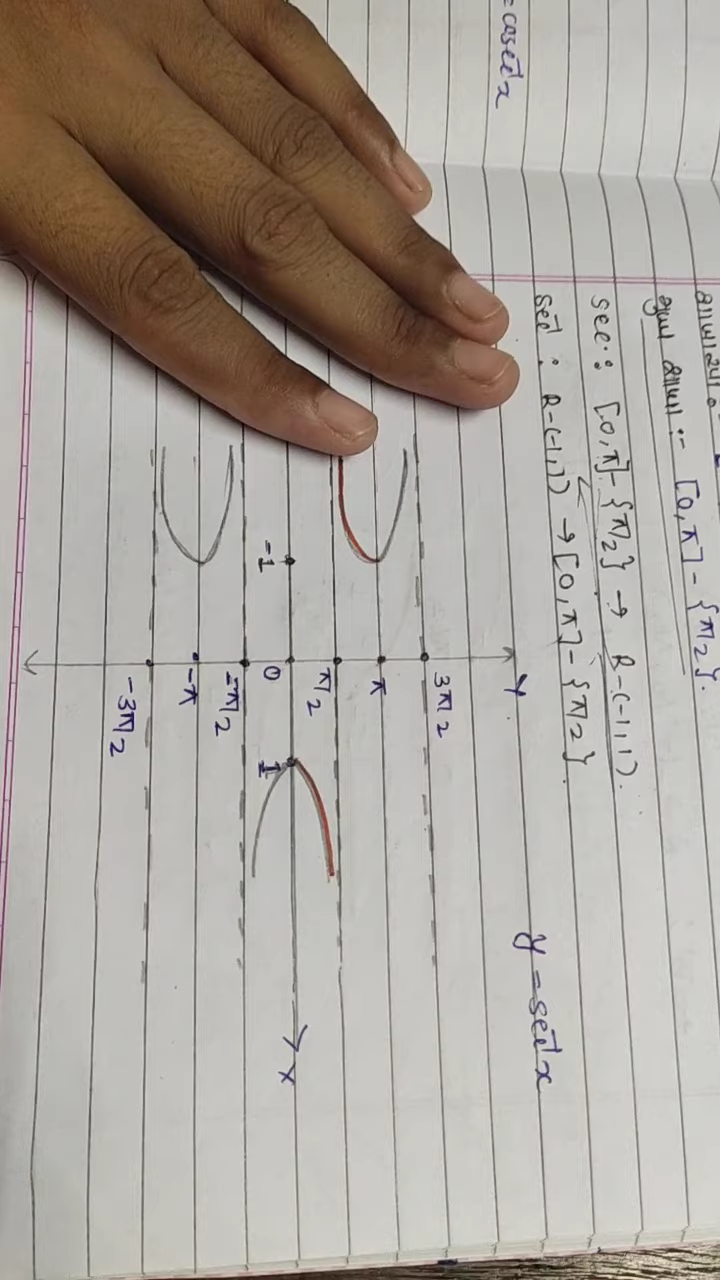 મુખ્ય શાખા :- [0,π] - {π/2}.
sec : [0,π]-{π/2} → R-(-1,1).
sec⁻¹ : R-(-1,1) → [0,π]-{π/2}.
= cosec⁻¹x
y = sec⁻¹x
Y
3π/2
π
π/2
-1 0 1 X
-π/2
-π
-3π/2